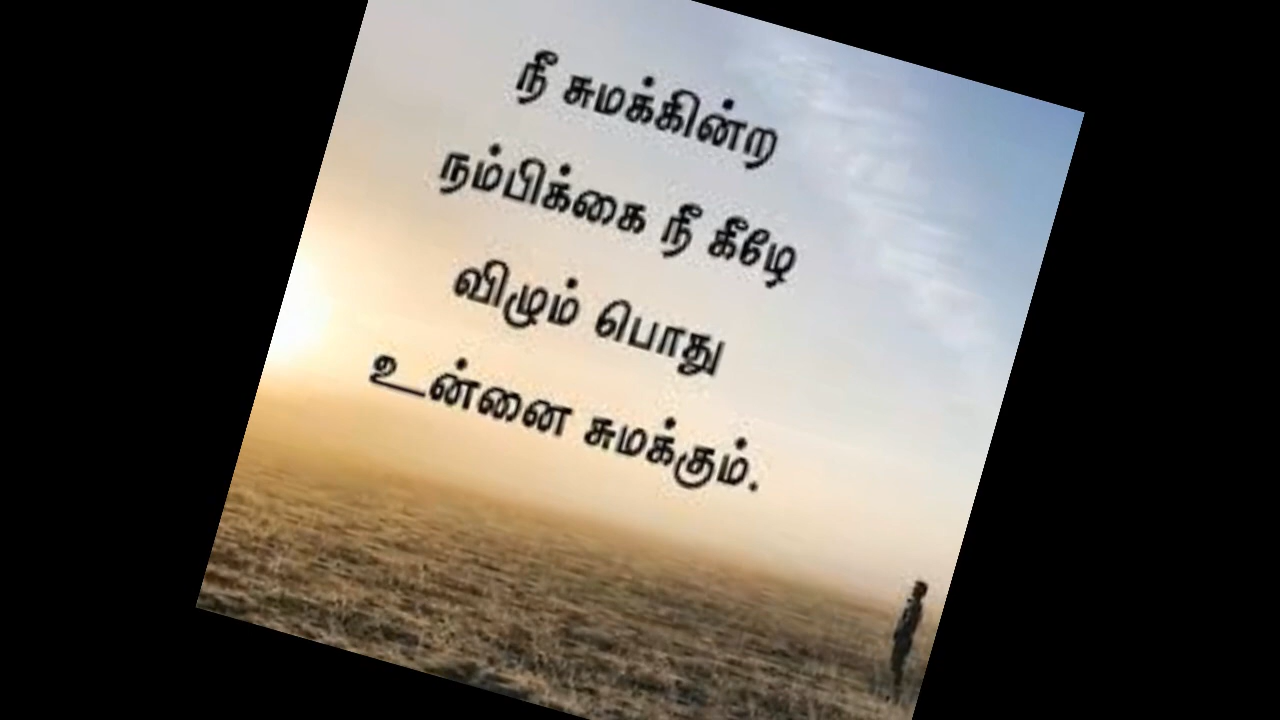 நீ சுமக்கின்ற
நம்பிக்கை நீ கீழே
விழும் பொது
உன்னை சுமக்கும்.